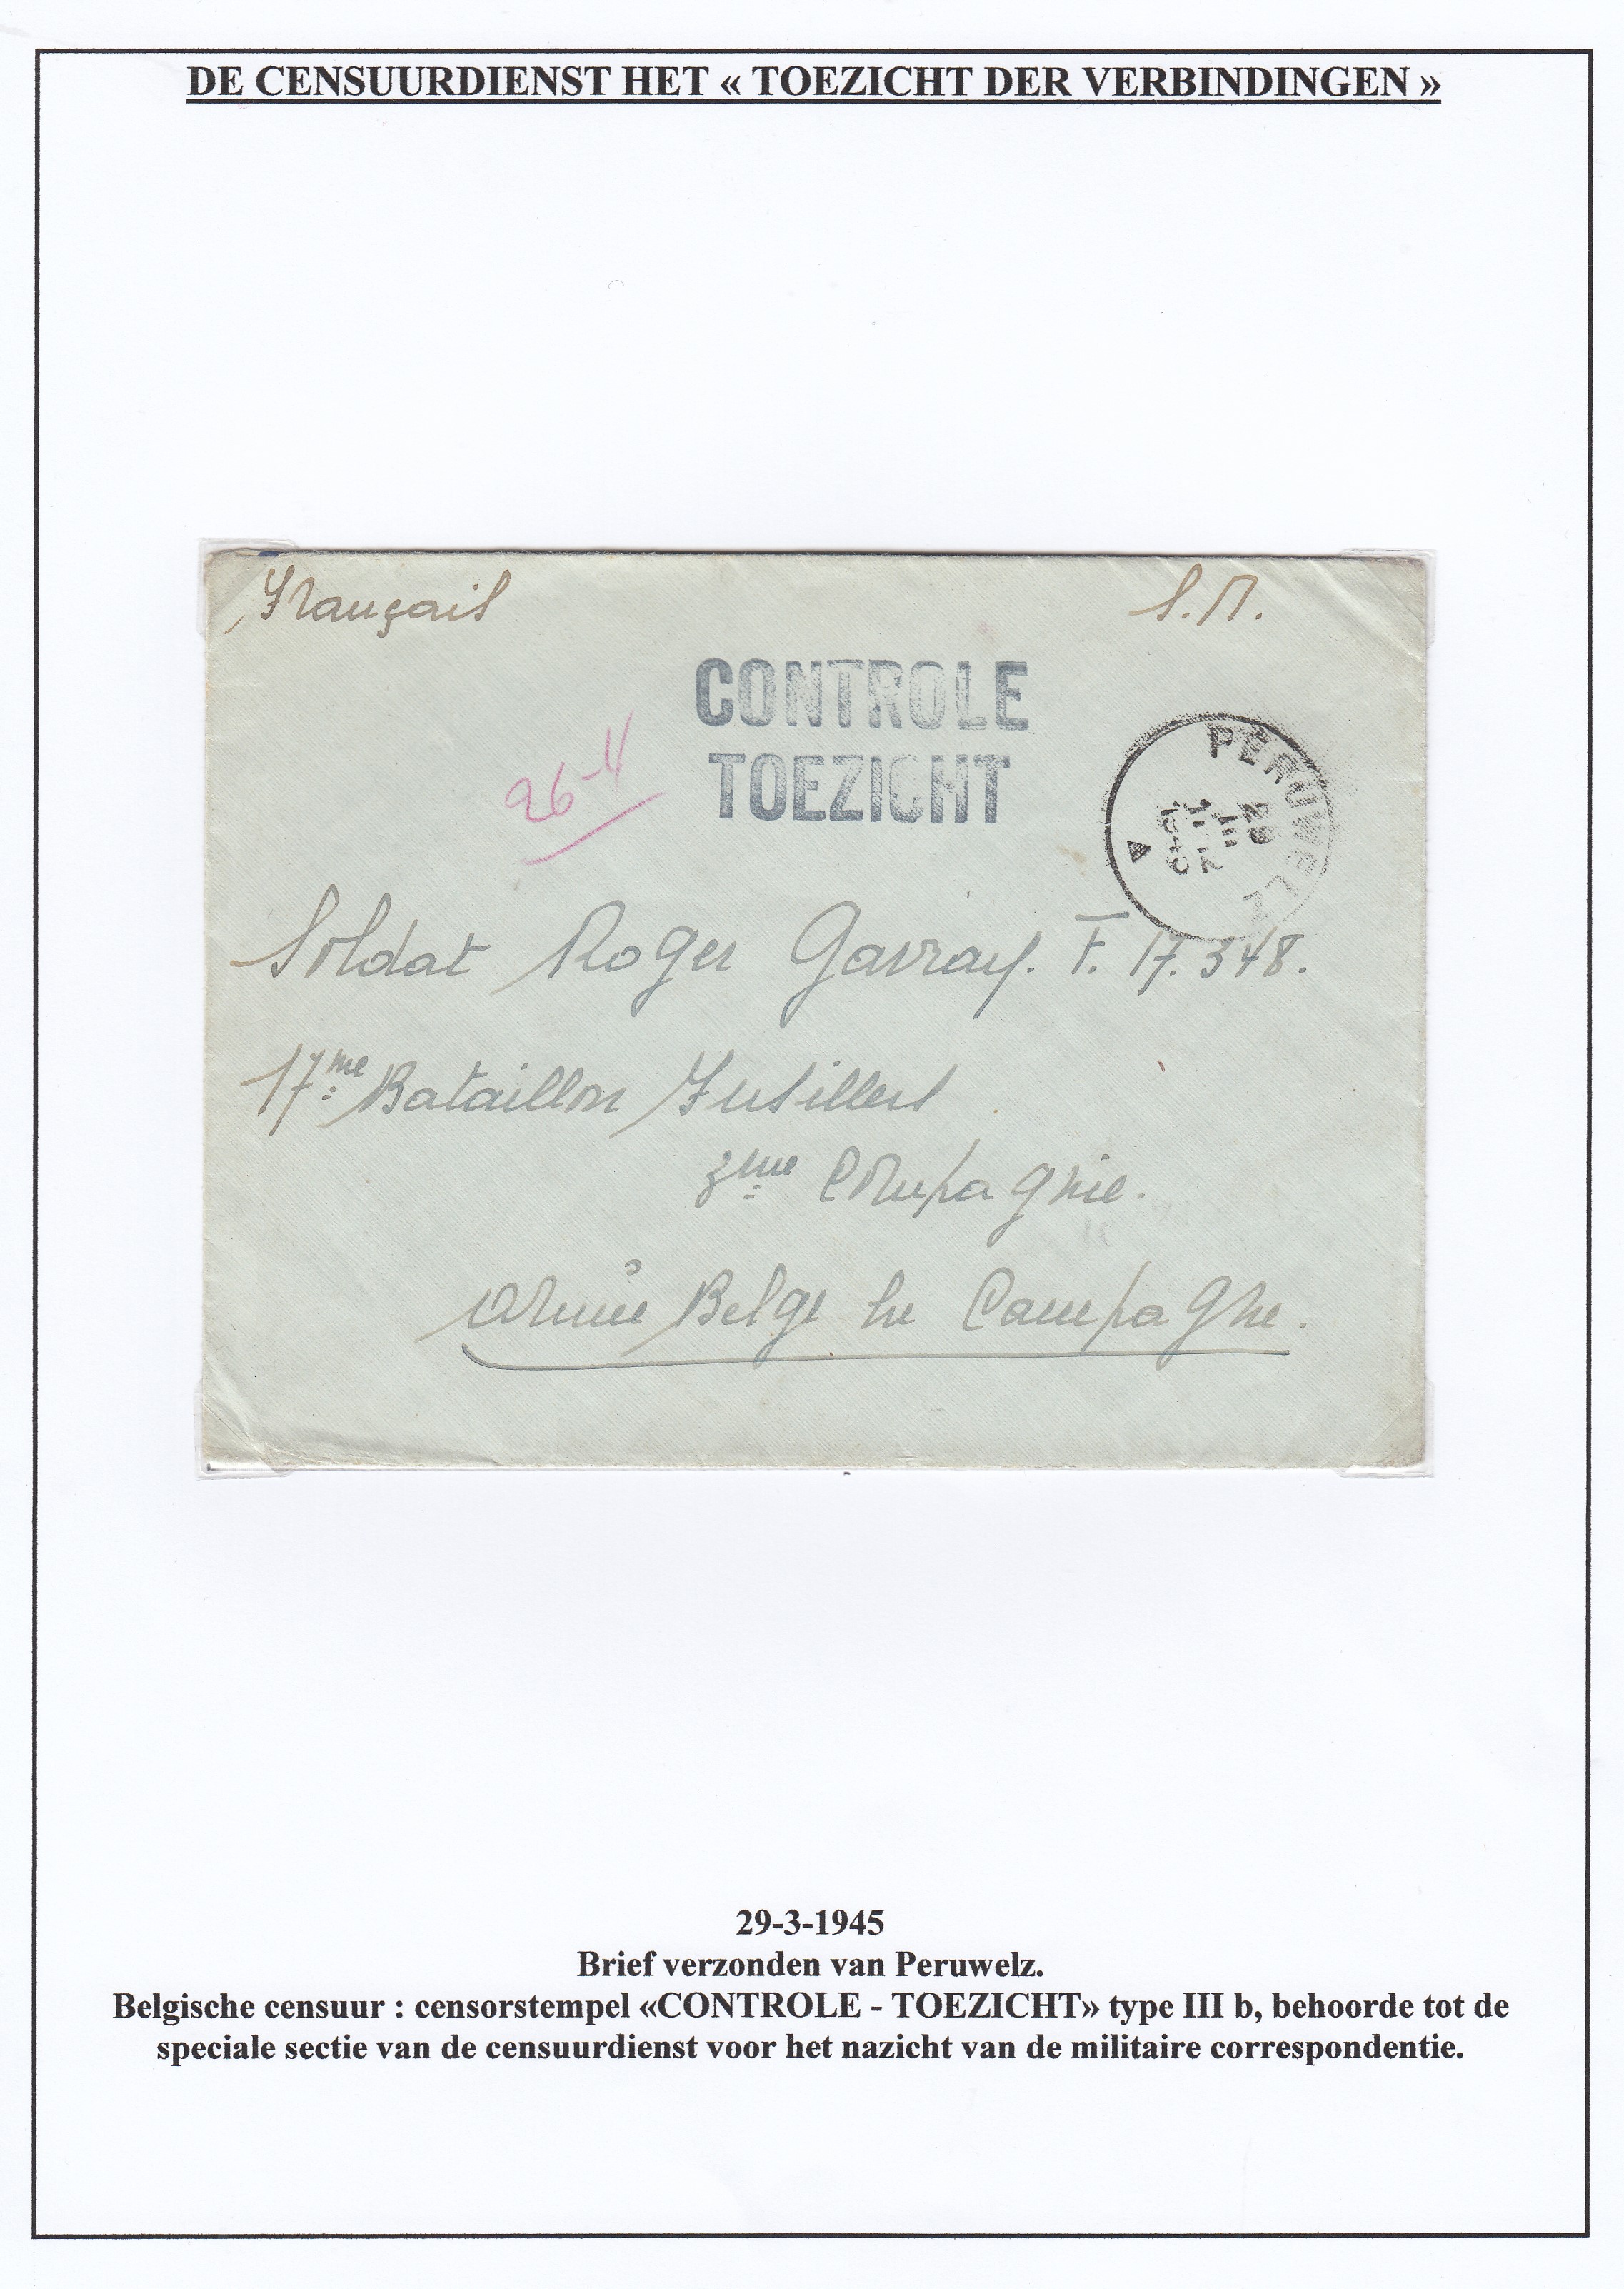 DE CENSUURDIENST HET « TOEZICHT DER VERBINDINGEN »
Français
S.M.
CONTROLE
TOEZICHT
26-4
PERUWELZ
29
III
Soldat Roger Gavray. F. 17.348.
17me Bataillon Fusiliers
3eme Compagnie.
Armée Belge en Campagne.
29-3-1945
Brief verzonden van Peruwelz.
Belgische censuur : censorstempel «CONTROLE - TOEZICHT» type III b, behoorde tot de
speciale sectie van de censuurdienst voor het nazicht van de militaire correspondentie.